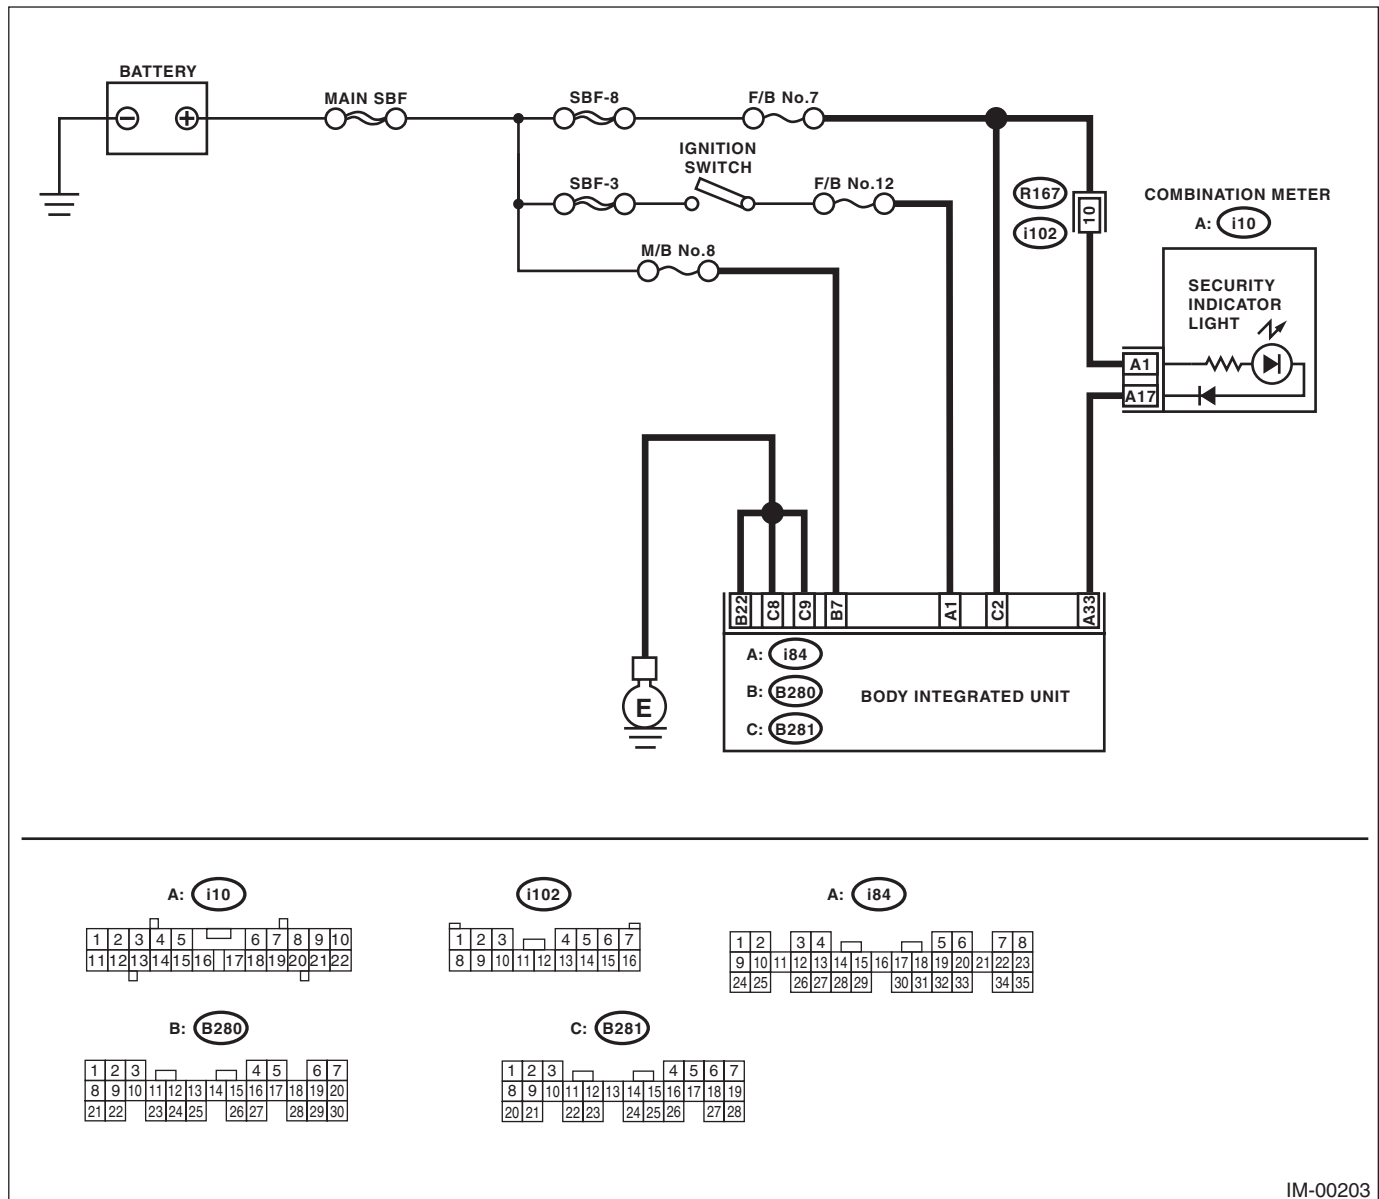 BATTERY
MAIN SBF
SBF-8
F/B No.7
IGNITION
SWITCH
SBF-3
F/B No.12
M/B No.8
R167
i102
10
COMBINATION METER
A: i10
SECURITY
INDICATOR
LIGHT
A1
A17
B22 C8 C9 B7 A1 C2 A33
A: i84
B: B280
C: B281
BODY INTEGRATED UNIT
E
A: i10
1 2 3 4 5 6 7 8 9 10
11 12 13 14 15 16 17 18 19 20 21 22
i102
1 2 3 4 5 6 7
8 9 10 11 12 13 14 15 16
A: i84
1 2 3 4 5 6 7 8
9 10 11 12 13 14 15 16 17 18 19 20 21 22 23
24 25 26 27 28 29 30 31 32 33 34 35
B: B280
1 2 3 4 5 6 7
8 9 10 11 12 13 14 15 16 17 18 19 20
21 22 23 24 25 26 27 28 29 30
C: B281
1 2 3 4 5 6 7
8 9 10 11 12 13 14 15 16 17 18 19
20 21 22 23 24 25 26 27 28
IM-00203